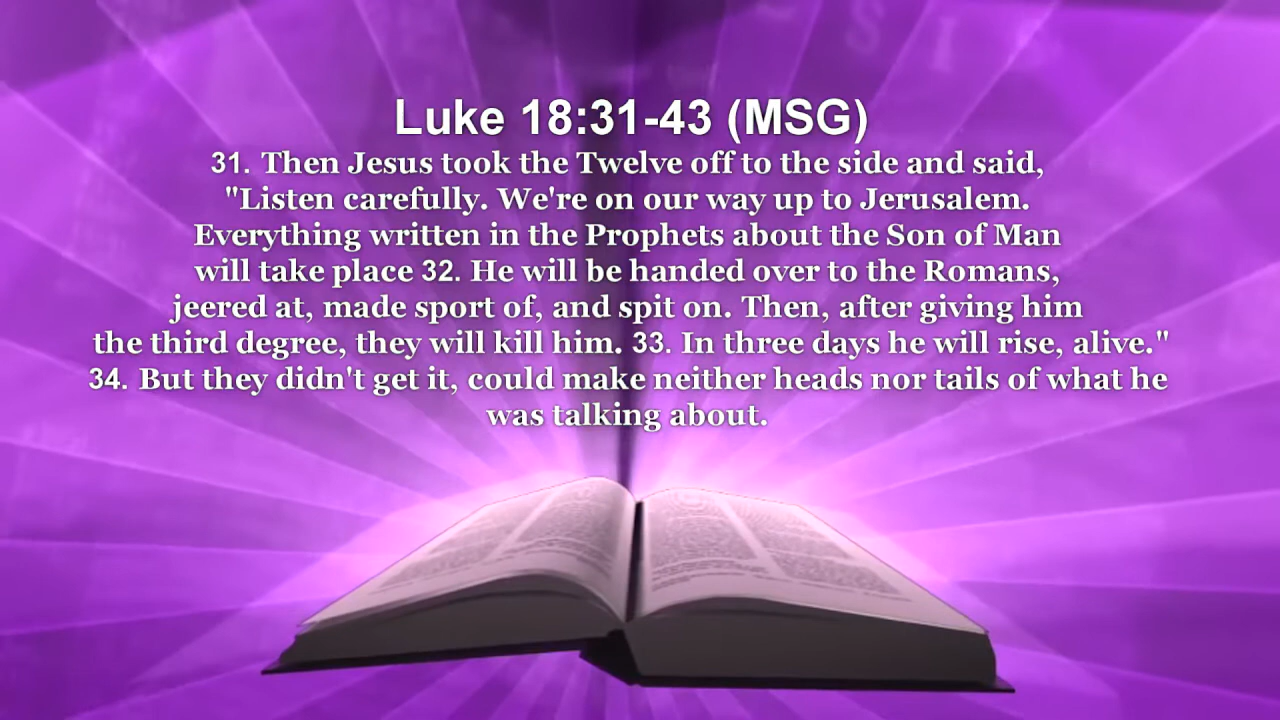 Luke 18:31-43 (MSG)
31. Then Jesus took the Twelve off to the side and said,
"Listen carefully. We're on our way up to Jerusalem.
Everything written in the Prophets about the Son of Man
will take place 32. He will be handed over to the Romans,
jeered at, made sport of, and spit on. Then, after giving him
the third degree, they will kill him. 33. In three days he will rise, alive."
34. But they didn't get it, could make neither heads nor tails of what he
was talking about.